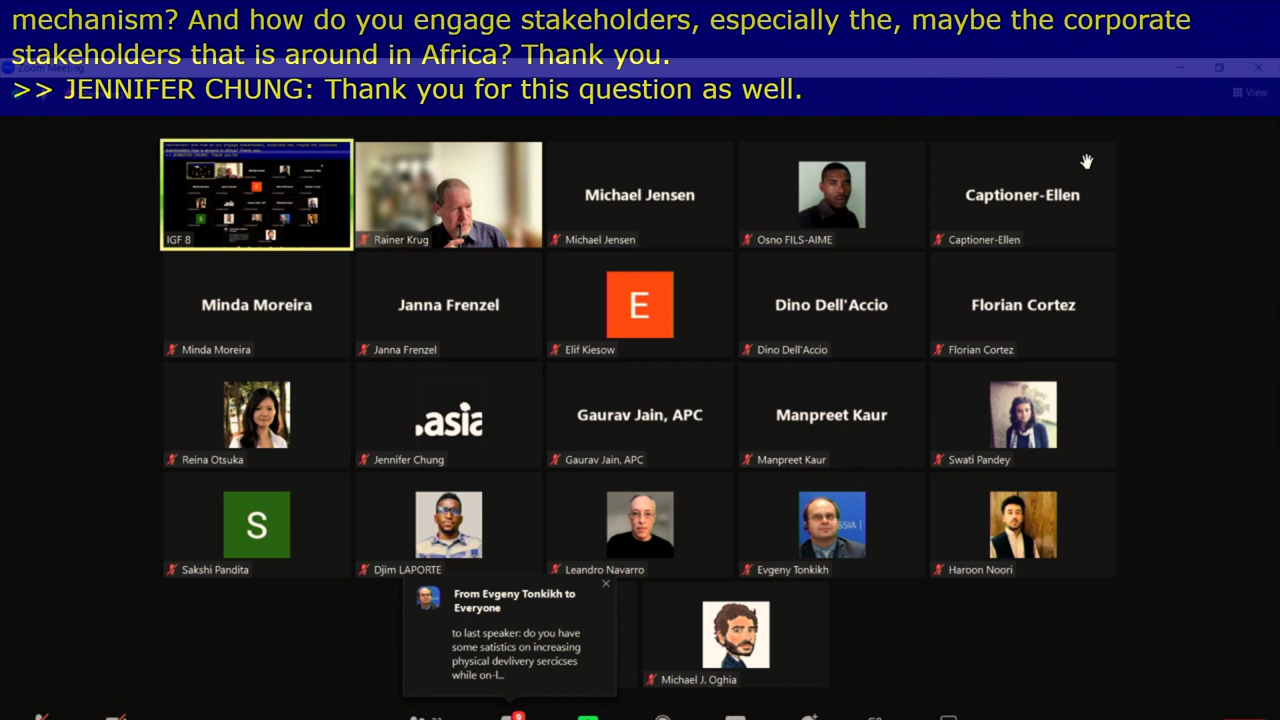 mechanism? And how do you engage stakeholders, especially the, maybe the corporate
stakeholders that is around in Africa? Thank you.
>> JENNIFER CHUNG: Thank you for this question as well.
Zoom Meeting
View
IGF 8
Rainer Krug
Michael Jensen
Michael Jensen
Osno FILS-AIME
Captioner-Ellen
Captioner-Ellen
Minda Moreira
Minda Moreira
Janna Frenzel
Janna Frenzel
E
Elif Kiesow
Dino Dell'Accio
Dino Dell'Accio
Florian Cortez
Florian Cortez
Reina Otsuka
.asia
Jennifer Chung
Gaurav Jain, APC
Gaurav Jain, APC
Manpreet Kaur
Manpreet Kaur
Swati Pandey
S
Sakshi Pandita
Djim LAPORTE
Leandro Navarro
SSIA
Evgeny Tonkikh
Haroon Noori
From Evgeny Tonkikh to
Everyone
to last speaker: do you have
some satistics on increasing
physical devlivery sercicses
while on-l...
Michael J. Oghia